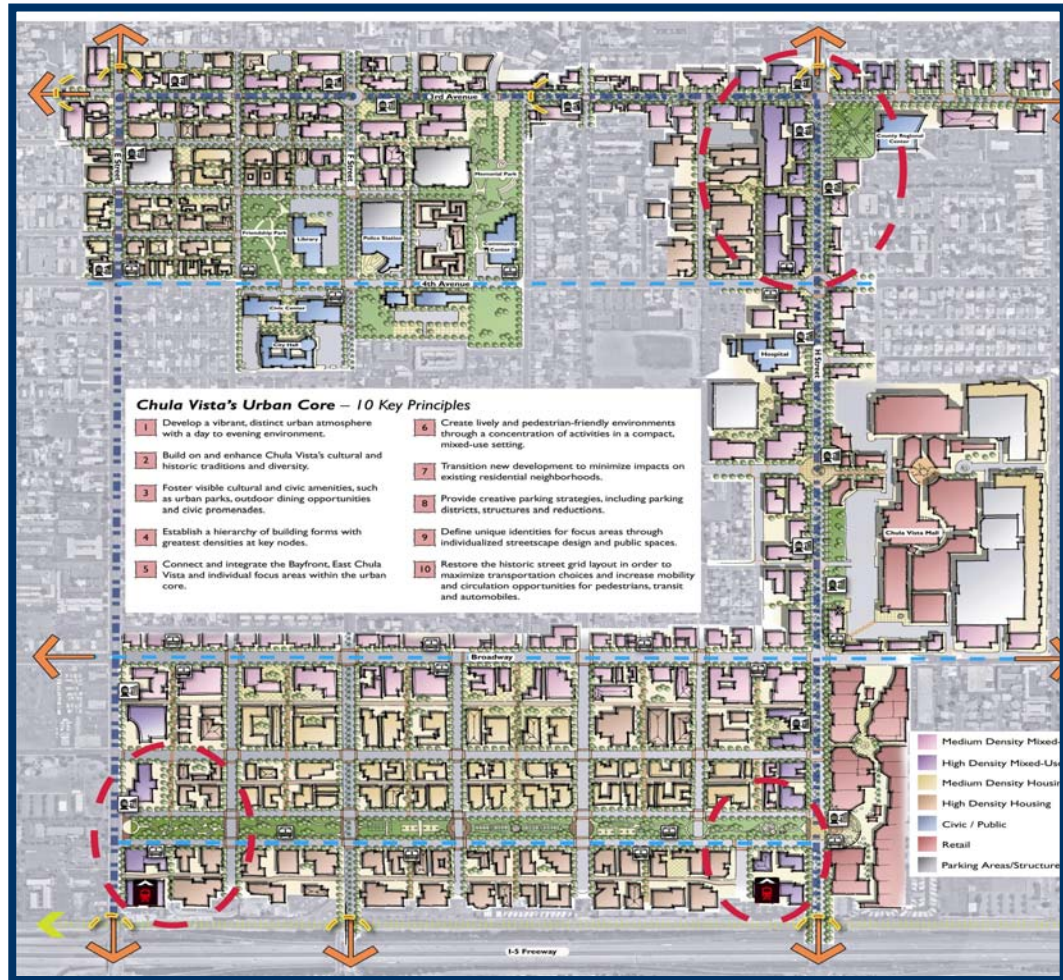 3rd Avenue
E Street
F Street
Memorial Park
County Regional
Center
Friendship Park
Library
Police Station
Center
4th Avenue
Civic Center
City Hall
Hospital
H Street
Chula Vista's Urban Core – 10 Key Principles
1 Develop a vibrant, distinct urban atmosphere
with a day to evening environment.
2 Build on and enhance Chula Vista's cultural and
historic traditions and diversity.
3 Foster visible cultural and civic amenities, such
as urban parks, outdoor dining opportunities
and civic promenades.
4 Establish a hierarchy of building forms with
greatest densities at key nodes.
5 Connect and integrate the Bayfront, East Chula
Vista and individual focus areas within the urban
core.
6 Create lively and pedestrian-friendly environments
through a concentration of activities in a compact,
mixed-use setting.
7 Transition new development to minimize impacts on
existing residential neighborhoods.
8 Provide creative parking strategies, including parking
districts, structures and reductions.
9 Define unique identities for focus areas through
individualized streetscape design and public spaces.
10 Restore the historic street grid layout in order to
maximize transportation choices and increase mobility
and circulation opportunities for pedestrians, transit
and automobiles.
Chula Vista Mall
Broadway
Medium Density Mixed-
High Density Mixed-Use
Medium Density Housin
High Density Housing
Civic / Public
Retail
Parking Areas/Structure
I-5 Freeway